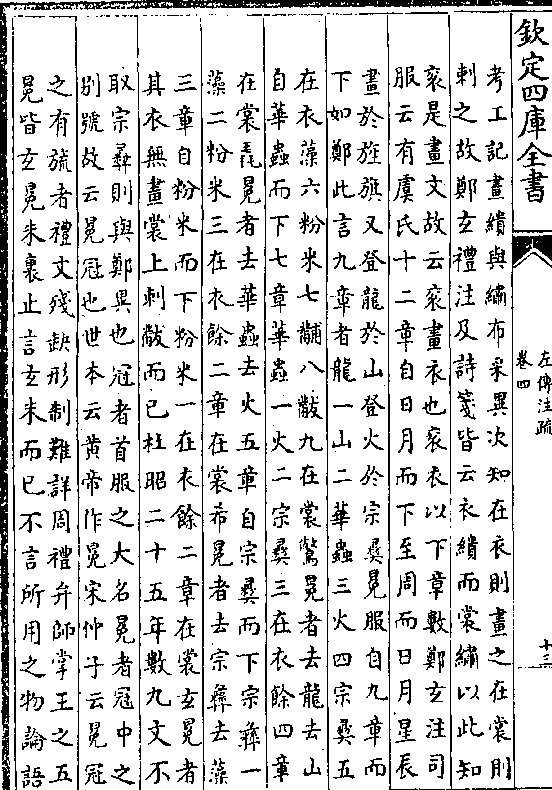 欽定四庫全書
左傳注疏
卷四
十三
考工記畫繢與繡布采異次知在衣則畫之在裳則
刺之故鄭玄禮注及詩箋皆云衣繢而裳繡以此知
衮是畫文故云衮畫衣也衮衣以下章數鄭玄注司
服云有虞氏十二章自日月而下至周而日月星辰
畫於旌旗又登龍於山登火於宗彝冕服自九章而
下如鄭此言九章者龍一山二華蟲三火四宗彝五
在衣藻六粉米七黼八黻九在裳鷩冕者去龍去山
自華蟲而下七章華蟲一火二宗彝三在衣餘四章
在裳毳冕者去華蟲去火五章自宗彝而下宗彝一
藻二粉米三在衣餘二章在裳希冕者去宗彝去藻
三章自粉米而下粉米一在衣餘二章在裳玄冕者
其衣無畫裳上刺黻而已杜昭二十五年數九文不
取宗彝則與鄭異也冠者首服之大名冕者冠中之
別號故云冕冠也世本云黃帝作冕宋仲子云冕冠
之有旒者禮文殘缺形制難詳周禮弁師掌王之五
冕皆玄冕朱裏止言玄朱而已不言所用之物論語